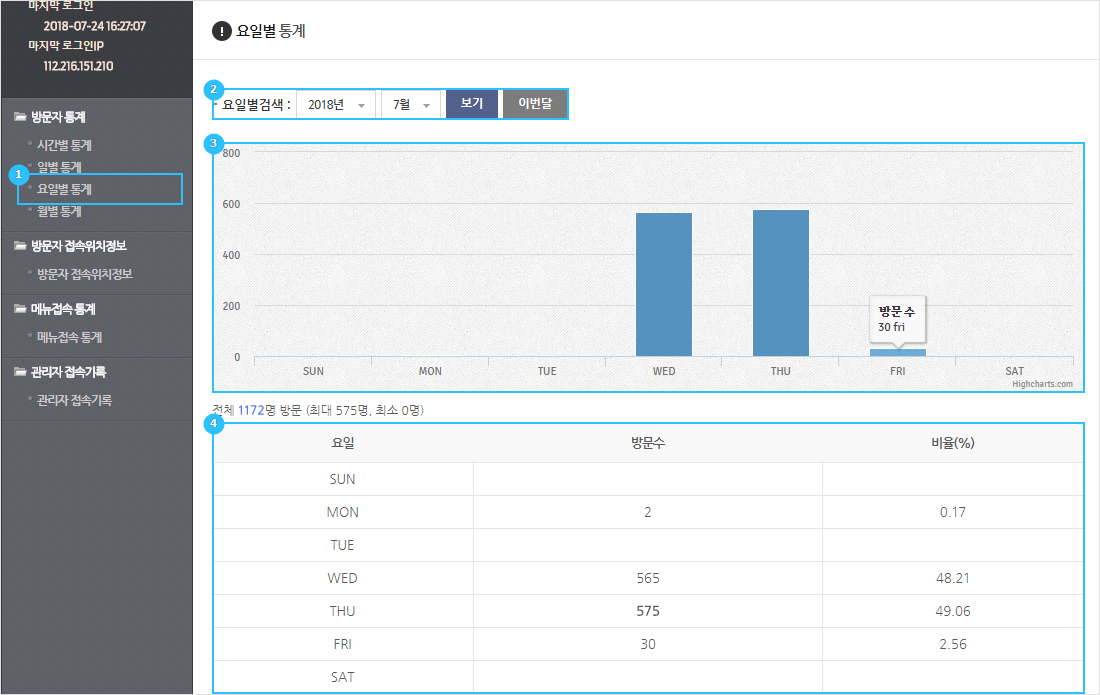 마지막 로그인
2018-07-24 16:27:07
마지막 로그인IP
112.216.151.210
방문자 통계
시간별 통계
일별 통계
1
요일별 통계
월별 통계
방문자 접속위치정보
방문자 접속위치정보
메뉴접속 통계
메뉴접속 통계
관리자 접속기록
관리자 접속기록
! 요일별 통계
2
- 요일별검색 : 2018년 7월 보기 이번달
3
800
600
400
200
0
방문 수
30 fri
SUN MON TUE WED THU FRI SAT
Highcharts.com
전체 1172명 방문 (최대 575명, 최소 0명)
4
요일 방문수 비율(%)
SUN
MON 2 0.17
TUE
WED 565 48.21
THU 575 49.06
FRI 30 2.56
SAT